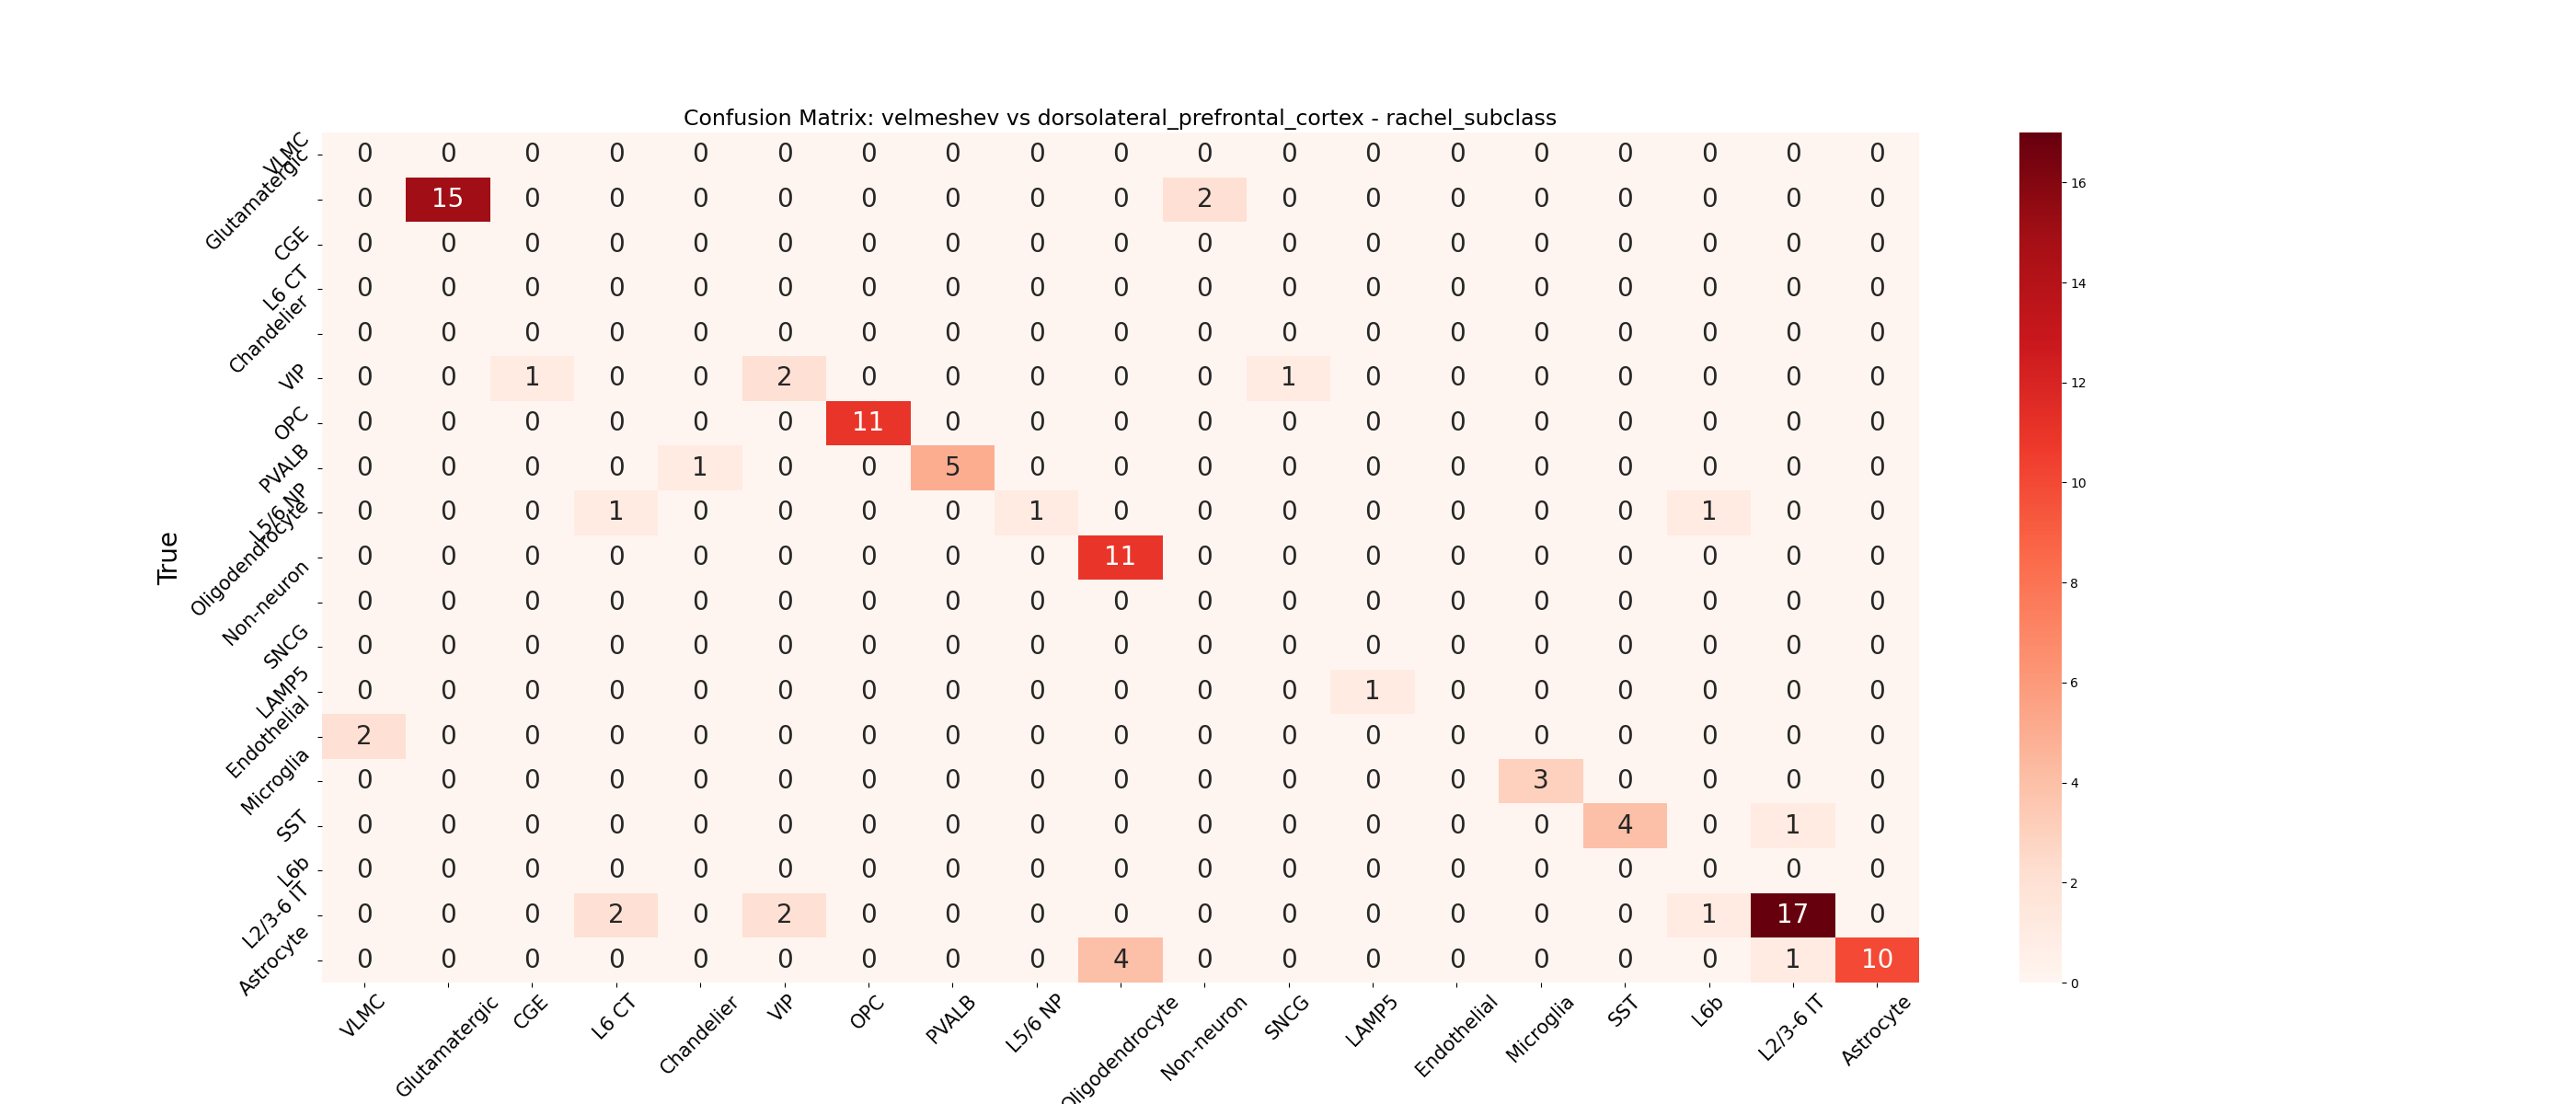 Confusion Matrix: velmeshev vs dorsolateral_prefrontal_cortex - rachel_subclass
True
VLMC 0 0 0 0 0 0 0 0 0 0 0 0 0 0 0 0 0 0 0
Glutamatergic 0 15 0 0 0 0 0 0 0 0 2 0 0 0 0 0 0 0 0
CGE 0 0 0 0 0 0 0 0 0 0 0 0 0 0 0 0 0 0 0
L6 CT 0 0 0 0 0 0 0 0 0 0 0 0 0 0 0 0 0 0 0
Chandelier 0 0 0 0 0 0 0 0 0 0 0 0 0 0 0 0 0 0 0
VIP 0 0 1 0 0 2 0 0 0 0 0 1 0 0 0 0 0 0 0
OPC 0 0 0 0 0 0 11 0 0 0 0 0 0 0 0 0 0 0 0
PVALB 0 0 0 0 1 0 0 5 0 0 0 0 0 0 0 0 0 0 0
L5/6 NP 0 0 0 1 0 0 0 0 1 0 0 0 0 0 0 0 1 0 0
Oligodendrocyte 0 0 0 0 0 0 0 0 0 11 0 0 0 0 0 0 0 0 0
Non-neuron 0 0 0 0 0 0 0 0 0 0 0 0 0 0 0 0 0 0 0
SNCG 0 0 0 0 0 0 0 0 0 0 0 0 0 0 0 0 0 0 0
LAMP5 0 0 0 0 0 0 0 0 0 0 0 0 1 0 0 0 0 0 0
Endothelial 2 0 0 0 0 0 0 0 0 0 0 0 0 0 0 0 0 0 0
Microglia 0 0 0 0 0 0 0 0 0 0 0 0 0 0 3 0 0 0 0
SST 0 0 0 0 0 0 0 0 0 0 0 0 0 0 0 4 0 1 0
L6b 0 0 0 0 0 0 0 0 0 0 0 0 0 0 0 0 0 0 0
L2/3-6 IT 0 0 0 2 0 2 0 0 0 0 0 0 0 0 0 0 1 17 0
Astrocyte 0 0 0 0 0 0 0 0 0 4 0 0 0 0 0 0 0 1 10
VLMC Glutamatergic CGE L6 CT Chandelier VIP OPC PVALB L5/6 NP Oligodendrocyte Non-neuron SNCG LAMP5 Endothelial Microglia SST L6b L2/3-6 IT Astrocyte
16
14
12
10
8
6
4
2
0